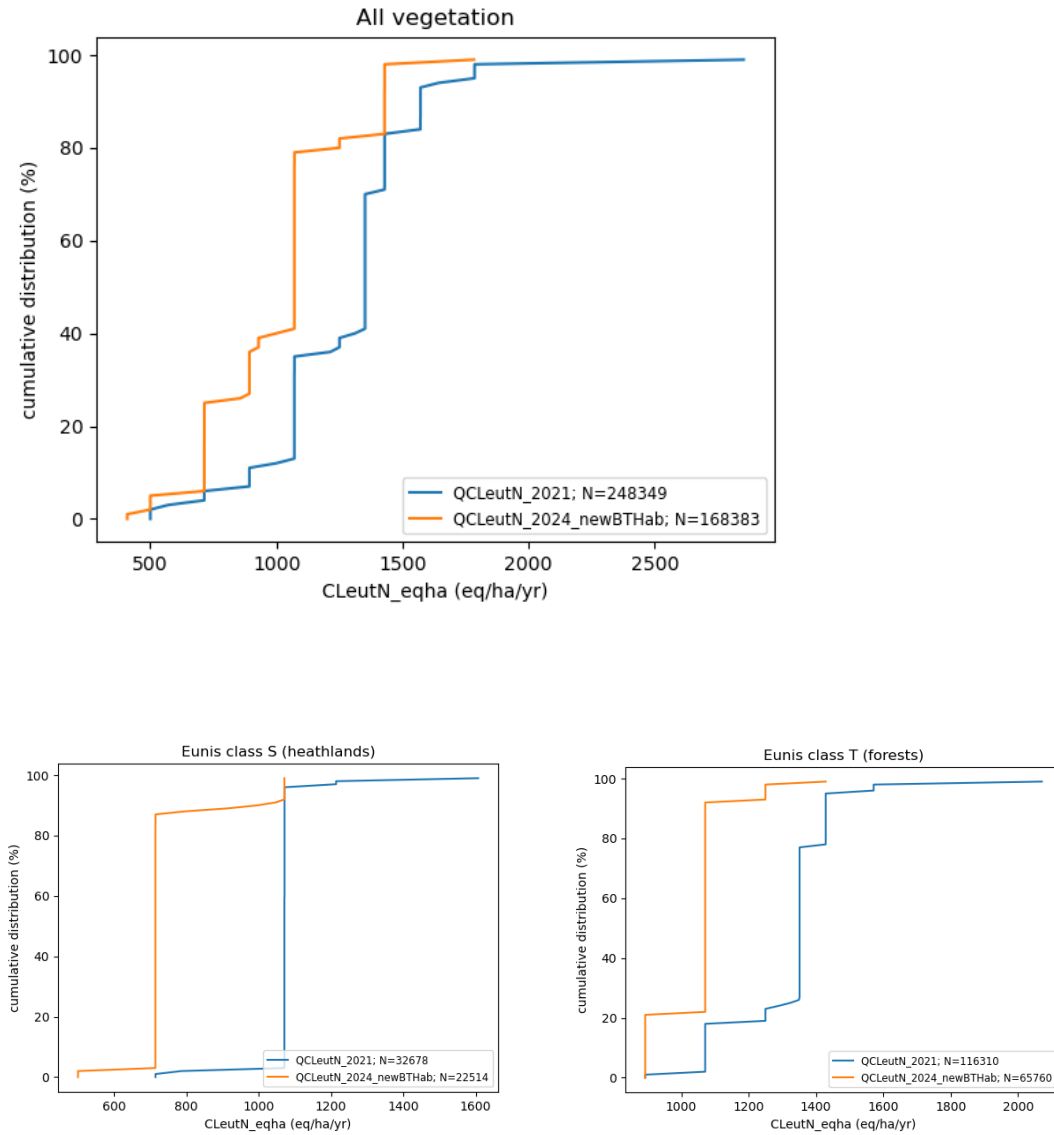 All vegetation
100
80
60
40
20
0
cumulative distribution (%)
QCLeutN_2021; N=248349
QCLeutN_2024_newBTHab; N=168383
500 1000 1500 2000 2500
CLeutN_eqha (eq/ha/yr)
Eunis class S (heathlands)
100
80
60
40
20
0
cumulative distribution (%)
QCLeutN_2021; N=32678
QCLeutN_2024_newBTHab; N=22514
600 800 1000 1200 1400 1600
CLeutN_eqha (eq/ha/yr)
Eunis class T (forests)
100
80
60
40
20
0
cumulative distribution (%)
QCLeutN_2021; N=116310
QCLeutN_2024_newBTHab; N=65760
1000 1200 1400 1600 1800 2000
CLeutN_eqha (eq/ha/yr)